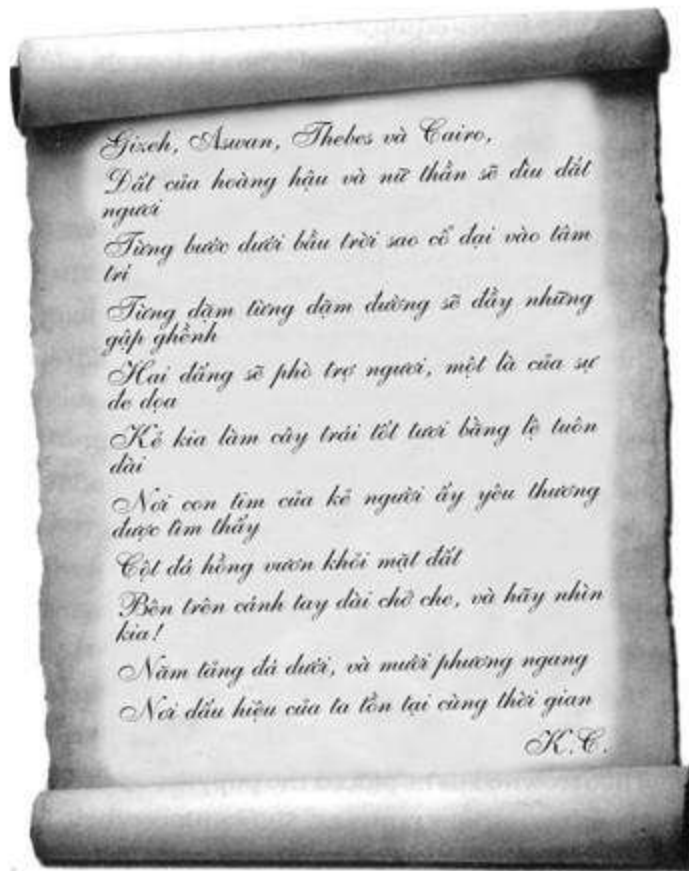 Gizeh, Aswan, Thebes và Cairo,
Đất của hoàng hậu và nữ thần sẽ dìu dắt
ngươi
Từng bước dưới bầu trời sao cổ đại vào tâm
trí
Từng dặm từng dặm đường sẽ đầy những
gập ghềnh
Hai đấng sẽ phò trợ ngươi, một là của sự
đe dọa
Kẻ kia làm cây trái tốt tươi bằng lệ tuôn
dài
Nơi con tim của kẻ người ấy yêu thương
được tìm thấy
Cột đá hồng vươn khỏi mặt đất
Bên trên cánh tay dài chở che, và hãy nhìn
kia!
Năm tảng đá dưới, và mười phương ngang
Nơi dấu hiệu của ta tồn tại cùng thời gian
K.C.